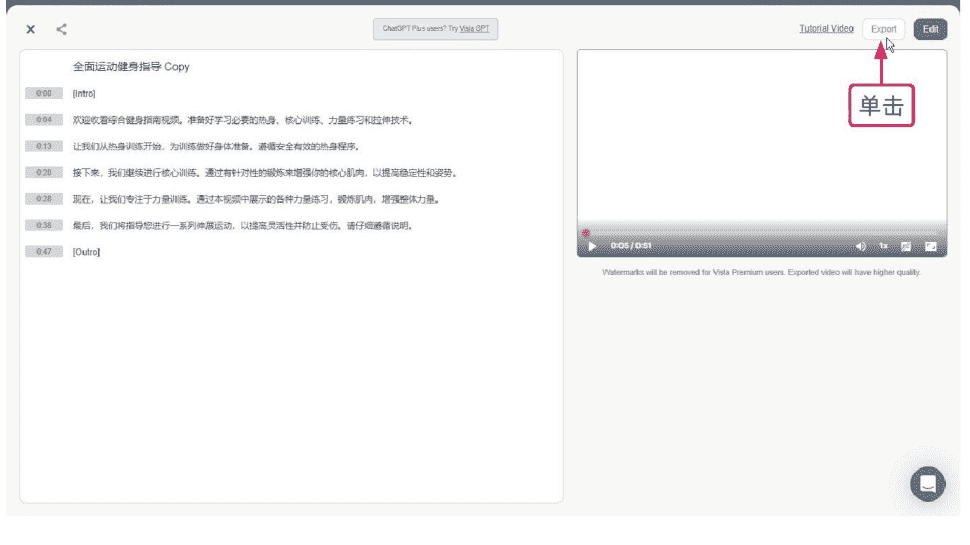 ChatGPT Plus users? Try Vista GPT
Tutorial Video
Export
Edit
单击
全面运动健身指导 Copy
0:00 [Intro]
0:04 欢迎收看综合健身指南视频。准备好学习必要的热身、核心训练、力量练习和拉伸技术。
0:13 让我们从热身训练开始，为训练做好身体准备。遵循安全有效的热身程序。
0:20 接下来，我们继续进行核心训练。通过有针对性的锻炼来增强你的核心肌肉，以提高稳定性和姿势。
0:28 现在，让我们专注于力量训练。通过本视频中展示的各种力量练习，锻炼肌肉，增强整体力量。
0:36 最后，我们将指导您进行一系列伸展运动，以提高灵活性并防止受伤。请仔细遵循说明。
0:47 [Outro]
0:05 / 0:51
1x
Watermarks will be removed for Vista Premium users. Exported video will have higher quality.